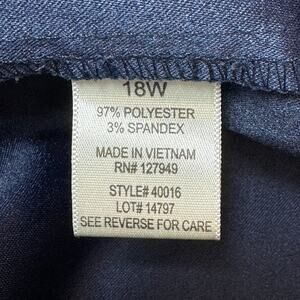 18W
97% POLYESTER
3% SPANDEX
MADE IN VIETNAM
RN# 127949
STYLE# 40016
LOT# 14797
SEE REVERSE FOR CARE